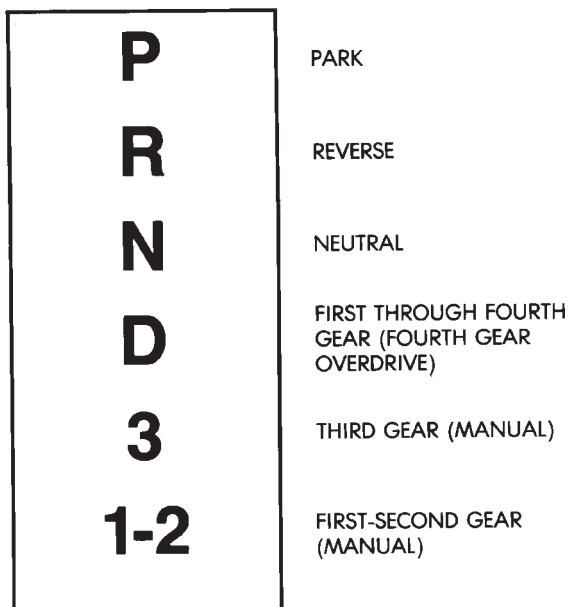 P PARK
R REVERSE
N NEUTRAL
D FIRST THROUGH FOURTH
GEAR (FOURTH GEAR
OVERDRIVE)
3 THIRD GEAR (MANUAL)
1-2 FIRST-SECOND GEAR
(MANUAL)